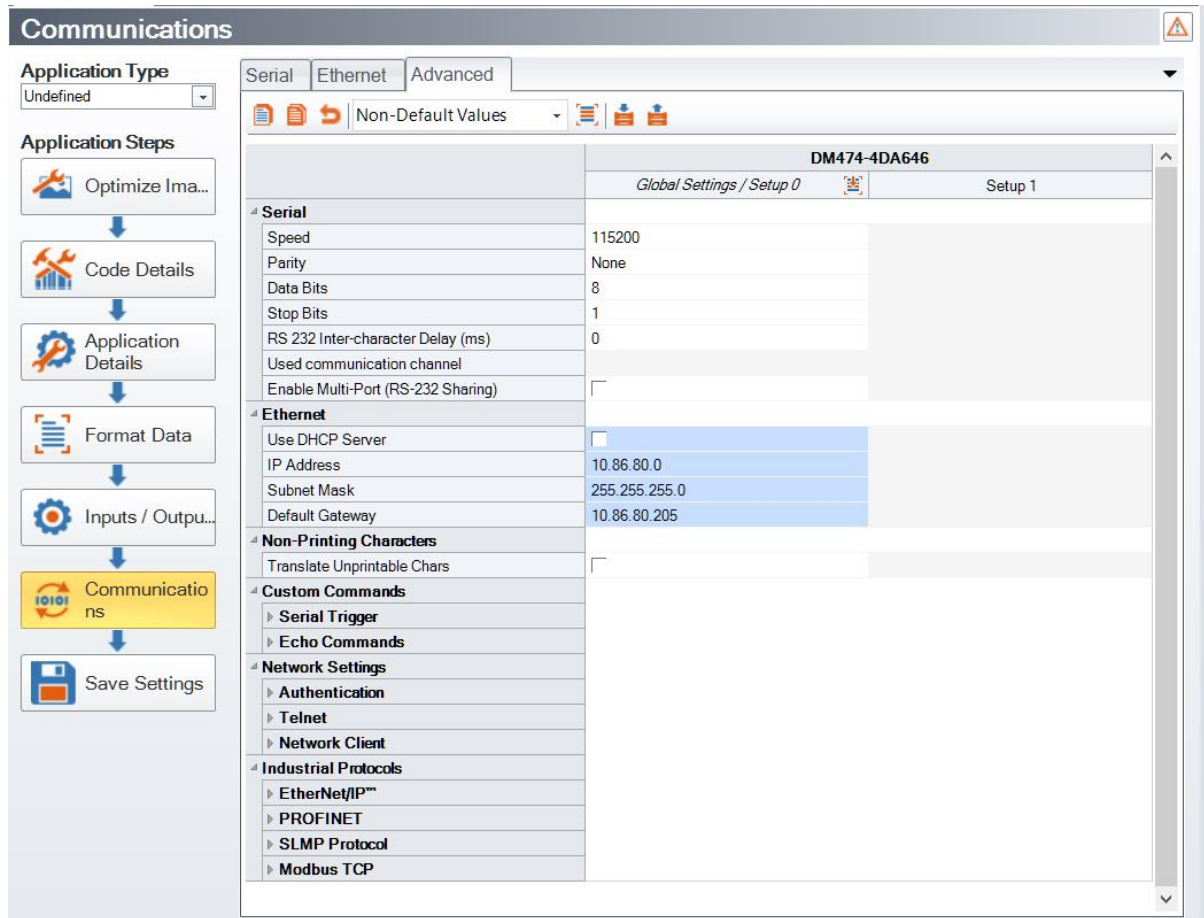 Communications
Application Type
Undefined
Application Steps
Optimize Ima...
Code Details
Application
Details
Format Data
Inputs / Outpu...
Communicatio
ns
Save Settings
Serial Ethernet Advanced
Non-Default Values
DM474-4DA646
Global Settings / Setup 0 Setup 1
Serial
Speed 115200
Parity None
Data Bits 8
Stop Bits 1
RS 232 Inter-character Delay (ms) 0
Used communication channel
Enable Multi-Port (RS-232 Sharing)
Ethernet
Use DHCP Server
IP Address 10.86.80.0
Subnet Mask 255.255.255.0
Default Gateway 10.86.80.205
Non-Printing Characters
Translate Unprintable Chars
Custom Commands
Serial Trigger
Echo Commands
Network Settings
Authentication
Telnet
Network Client
Industrial Protocols
EtherNet/IP™
PROFINET
SLMP Protocol
Modbus TCP
10101